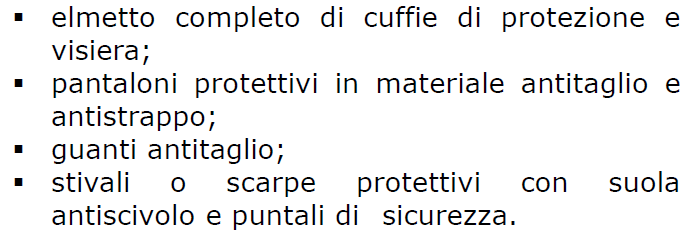 ▪ elmetto completo di cuffie di protezione e
visiera;
▪ pantaloni protettivi in materiale antitaglio e
antistrappo;
▪ guanti antitaglio;
▪ stivali o scarpe protettivi con suola
antiscivolo e puntali di sicurezza.